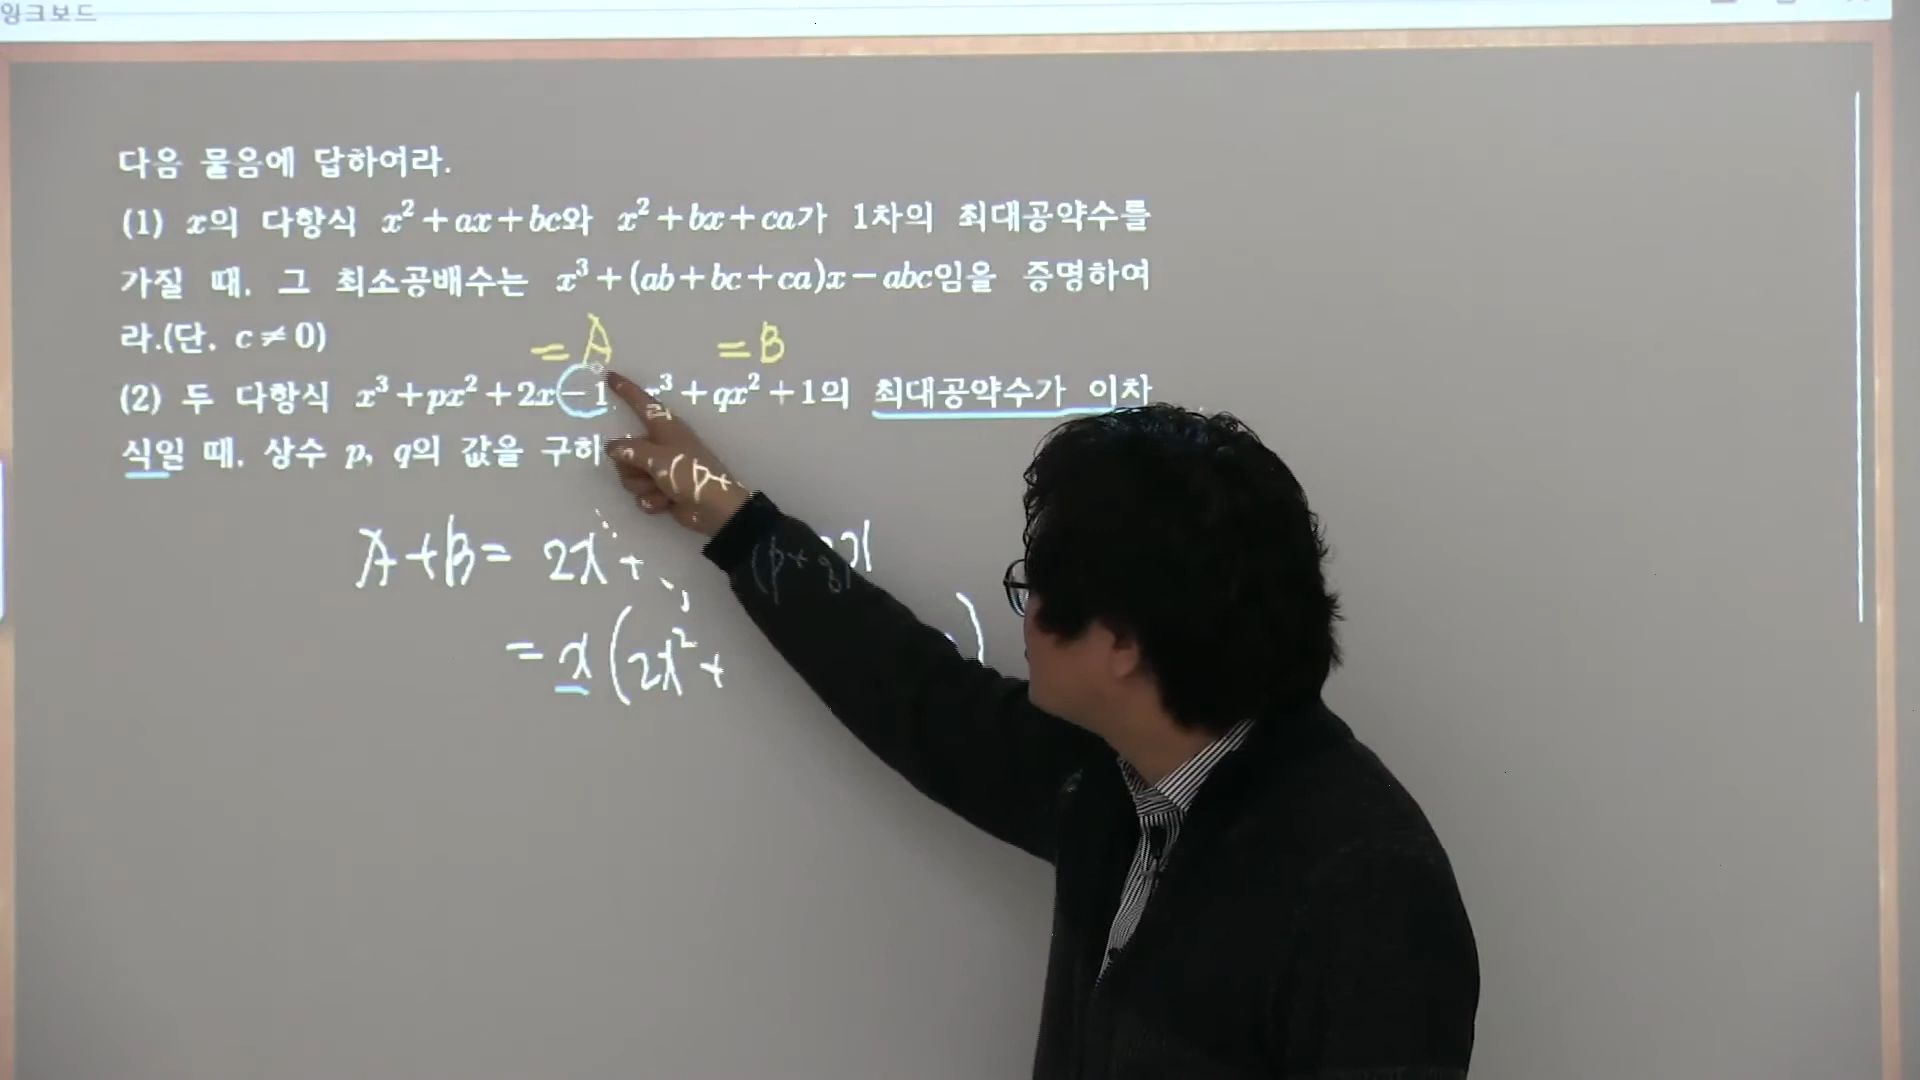 잉크보드
다음 물음에 답하여라.
(1) x의 다항식 x²+ax+bc와 x²+bx+ca가 1차의 최대공약수를
가질 때, 그 최소공배수는 x³+(ab+bc+ca)x−abc임을 증명하여
라.(단, c≠0)
=A =B
(2) 두 다항식 x³+px²+2x−1, x³+qx²+1의 최대공약수가 이차
식일 때, 상수 p, q의 값을 구하
A+B= 2x +
= x(2x²+ )